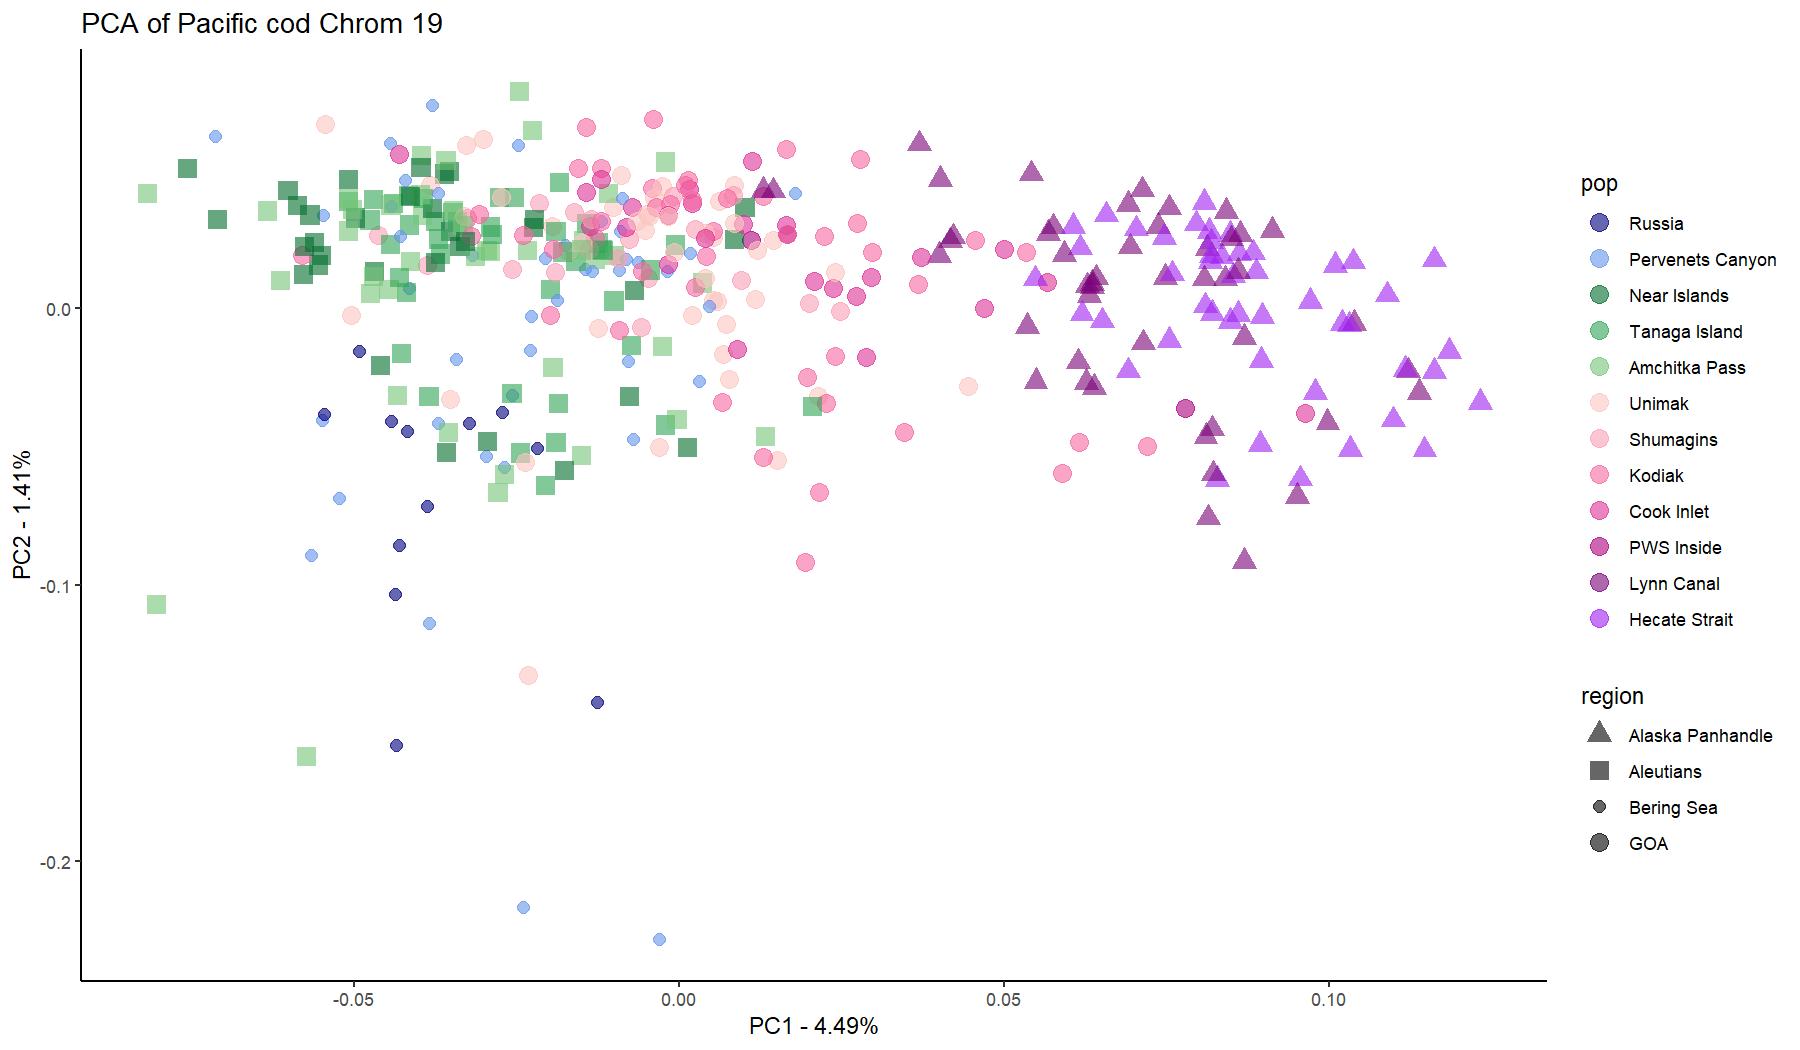 PCA of Pacific cod Chrom 19
PC2 - 1.41%
0.0
-0.1
-0.2
-0.05
0.00
0.05
0.10
PC1 - 4.49%
pop
Russia
Pervenets Canyon
Near Islands
Tanaga Island
Amchitka Pass
Unimak
Shumagins
Kodiak
Cook Inlet
PWS Inside
Lynn Canal
Hecate Strait
region
Alaska Panhandle
Aleutians
Bering Sea
GOA